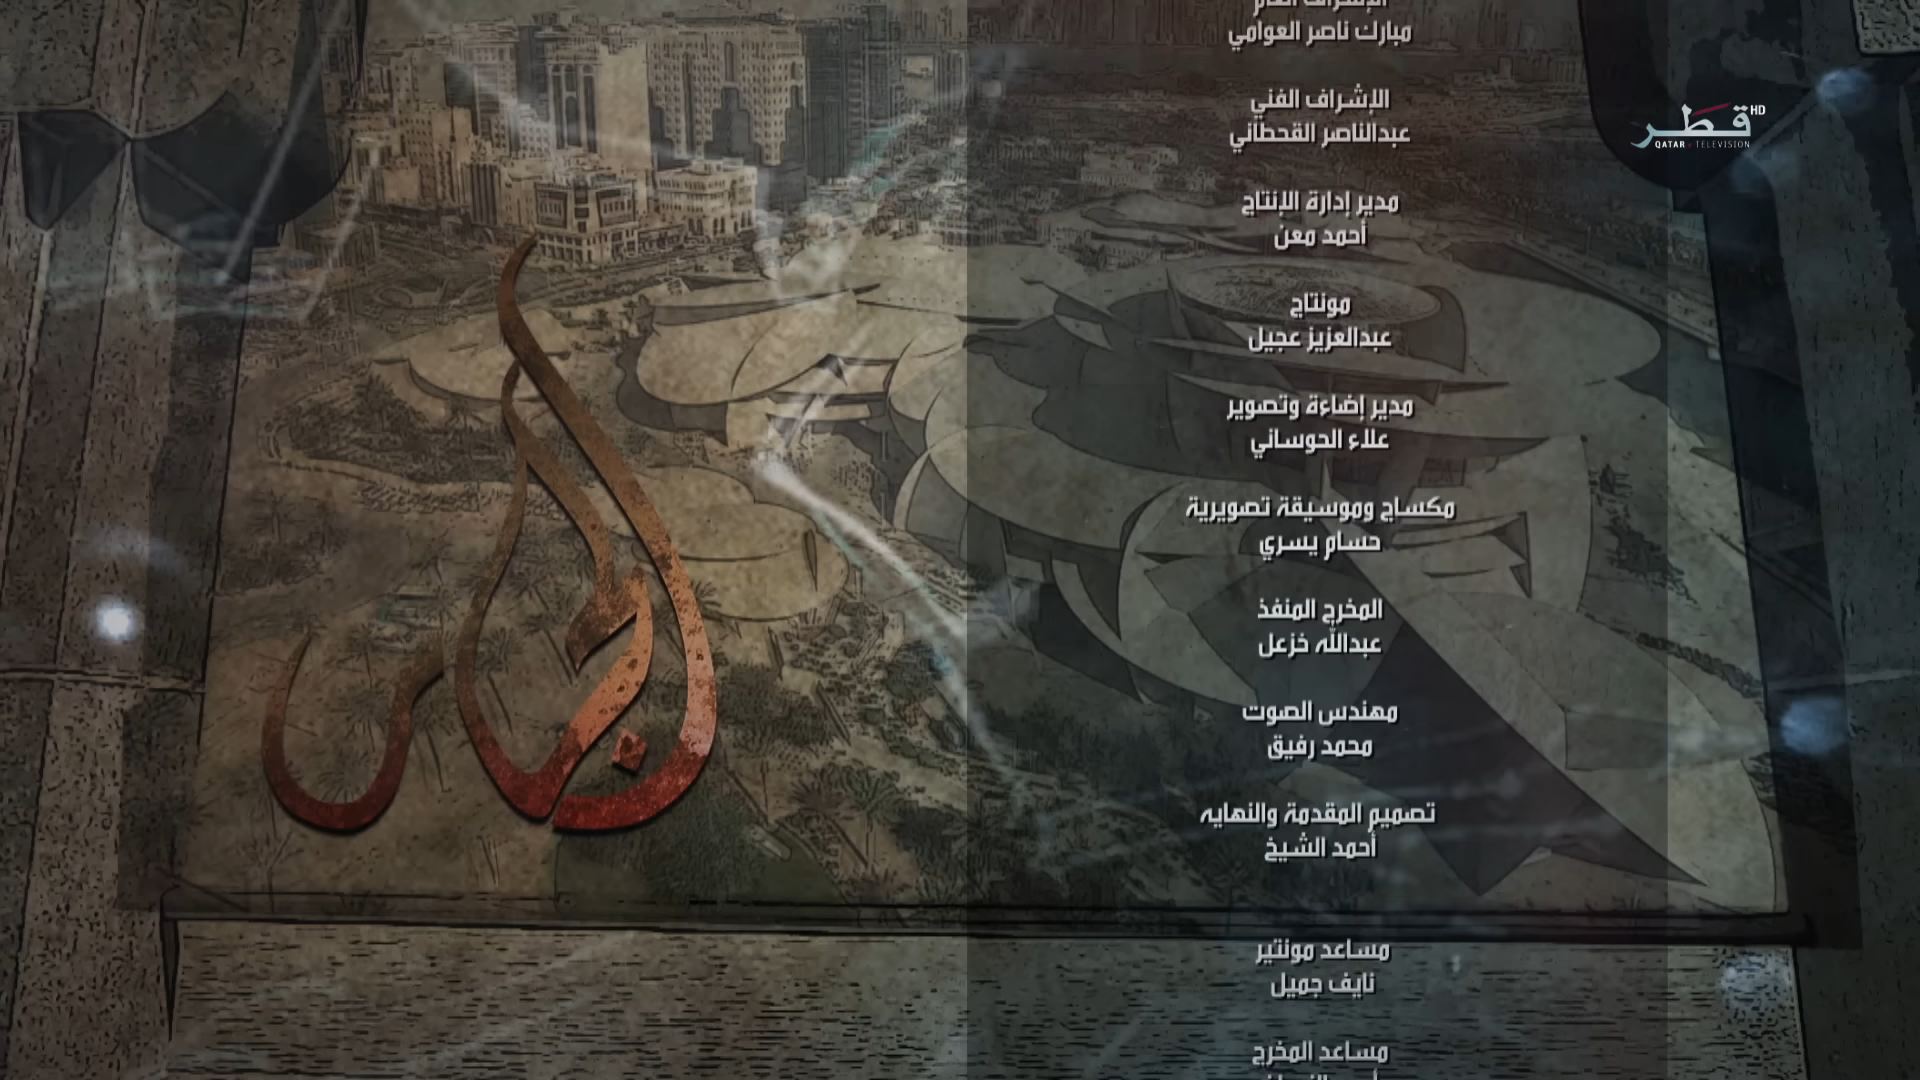 الإشراف العام
مبارك ناصر العوامي
الإشراف الفني
عبدالناصر القحطاني
مدير إدارة الإنتاج
أحمد معن
مونتاج
عبدالعزيز عجيل
مدير إضاءة وتصوير
علاء الحوساني
مكساج وموسيقة تصويرية
حسام يسري
المخرج المنفذ
عبدالله خزعل
مهندس الصوت
محمد رفيق
تصميم المقدمة والنهايه
أحمد الشيخ
مساعد مونتير
نايف جميل
مساعد المخرج
قطر HD
QATAR TELEVISION